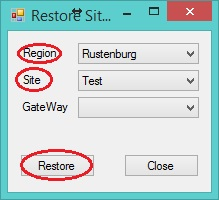 Restore Sit...
Region Rustenburg
Site Test
GateWay
Restore Close